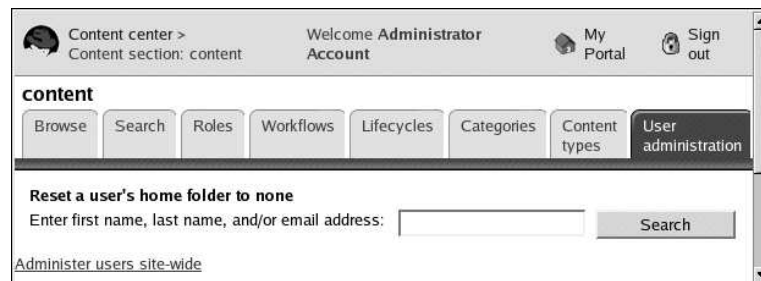 Content center >
Content section: content
Welcome Administrator
Account
My
Portal
Sign
out
content
Browse
Search
Roles
Workflows
Lifecycles
Categories
Content
types
User
administration
Reset a user's home folder to none
Enter first name, last name, and/or email address:
Search
Administer users site-wide